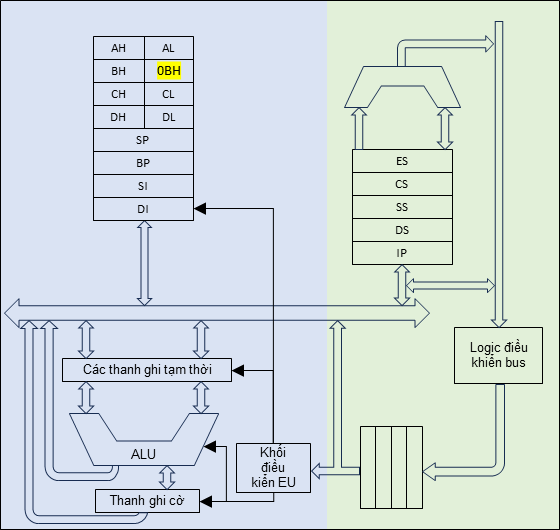 AH AL
BH 0BH
CH CL
DH DL
SP
BP
SI
DI
ES
CS
SS
DS
IP
Logic điều
khiển bus
Các thanh ghi tạm thời
ALU
Khối
điều
kiển EU
Thanh ghi cờ